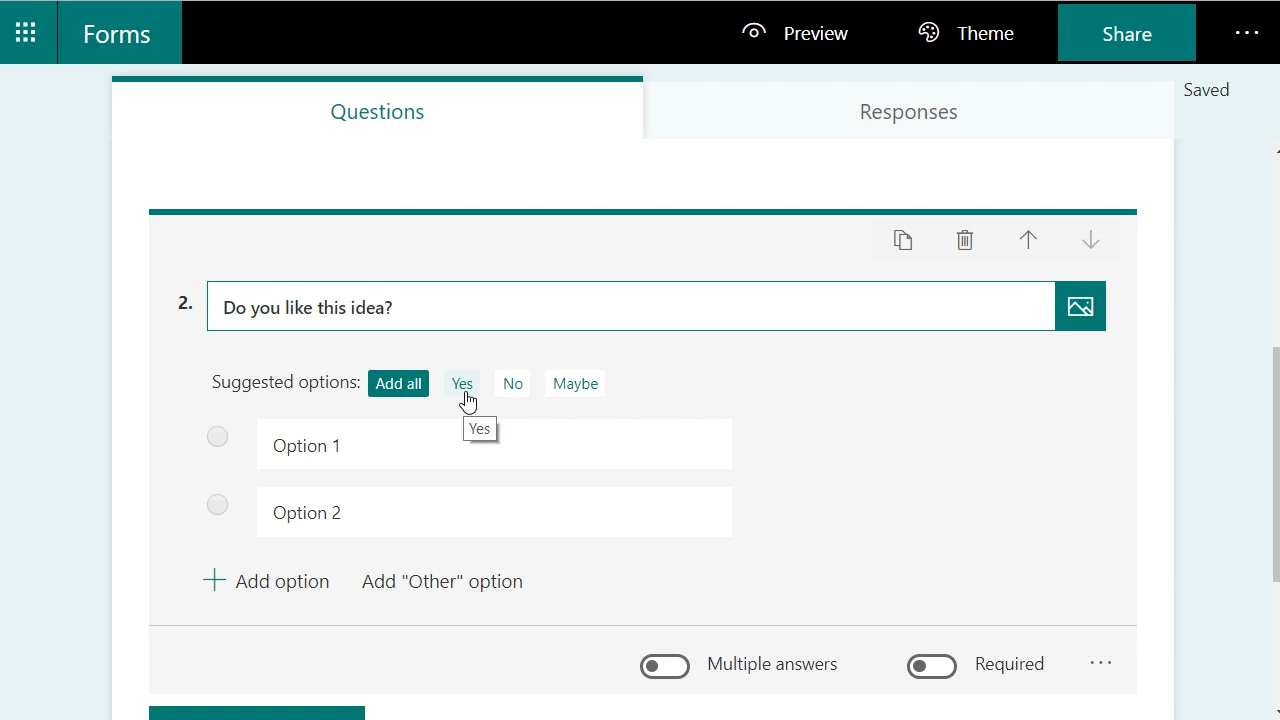 Forms Preview Theme Share ...
Saved
Questions Responses
2. Do you like this idea?
Suggested options: Add all Yes No Maybe
Yes
Option 1
Option 2
Add option Add "Other" option
Multiple answers Required ...